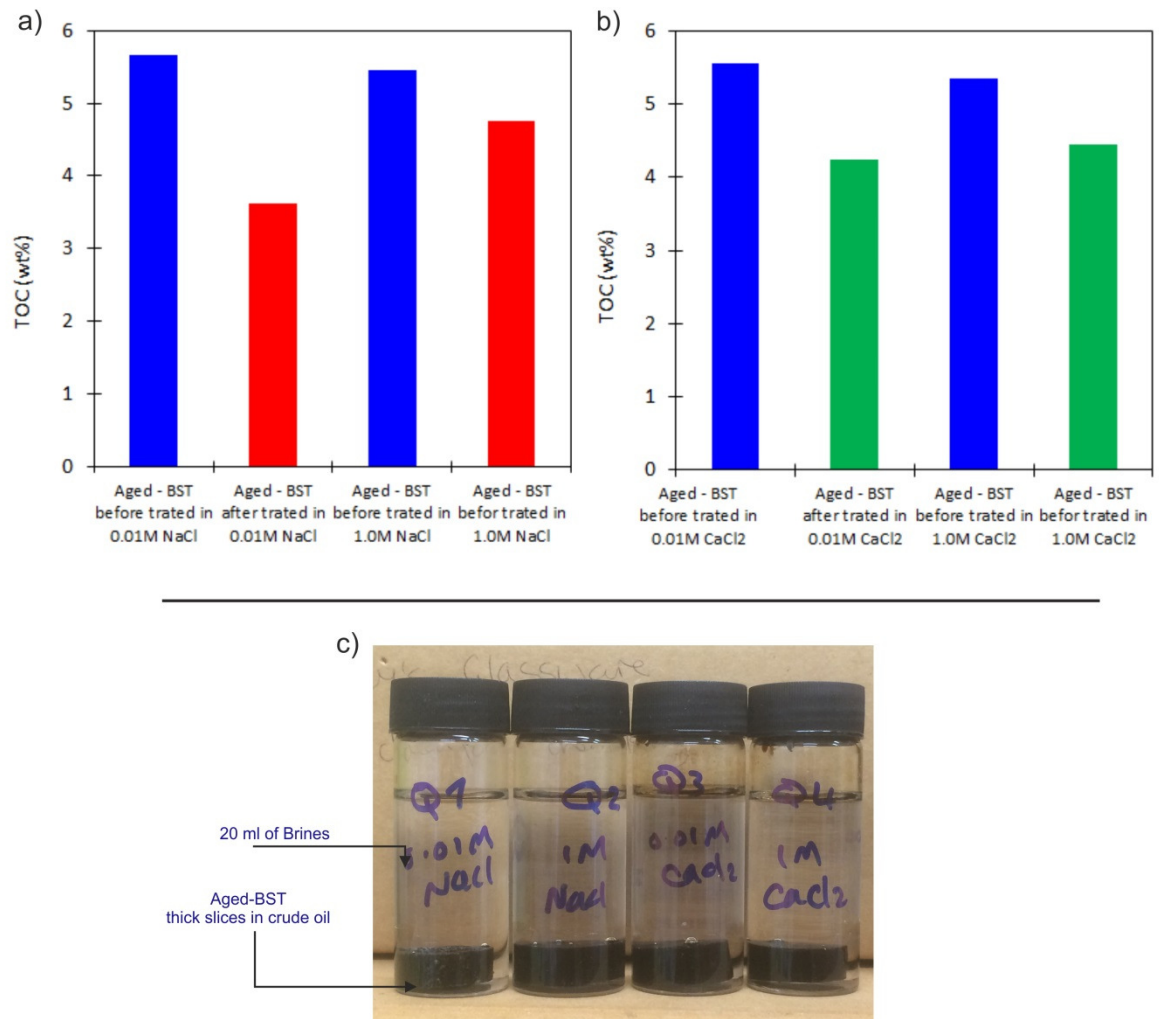 a)
TOC (wt%)
6
5
4
3
2
1
0
Aged - BST
before trated in
0.01M NaCl
Aged - BST
after trated in
0.01M NaCl
Aged - BST
before trated in
1.0M NaCl
Aged - BST
befor trated in
1.0M NaCl
b)
TOC (wt%)
6
5
4
3
2
1
0
Aged - BST
before trated in
0.01M CaCl2
Aged - BST
after trated in
0.01M CaCl2
Aged - BST
before trated in
1.0M CaCl2
Aged - BST
befor trated in
1.0M CaCl2
c)
Glassware
20 ml of Brines
Aged-BST
thick slices in crude oil
Q1
0.01M
NaCl
Q2
1M
NaCl
Q3
0.01M
CaCl2
Q4
1M
CaCl2